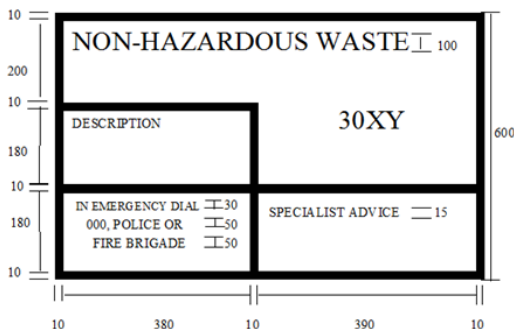 10
NON-HAZARDOUS WASTE 100
200
10
DESCRIPTION
30XY
180
600
10
IN EMERGENCY DIAL 30
000, POLICE OR 50
FIRE BRIGADE 50
SPECIALIST ADVICE 15
180
10
10 380 10 390 10